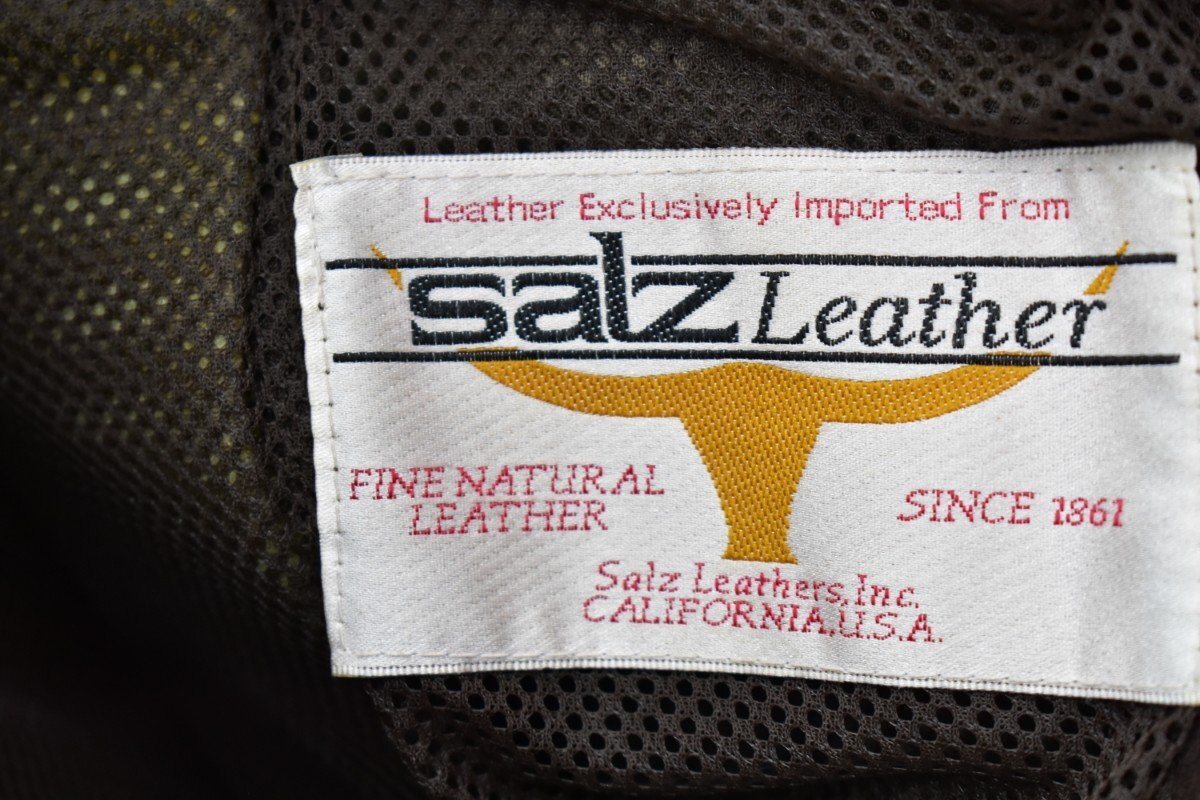 Leather Exclusively Imported From
salz Leather
FINE NATURAL
LEATHER
SINCE 1861
Salz Leathers, Inc.
CALIFORNIA, U.S.A.